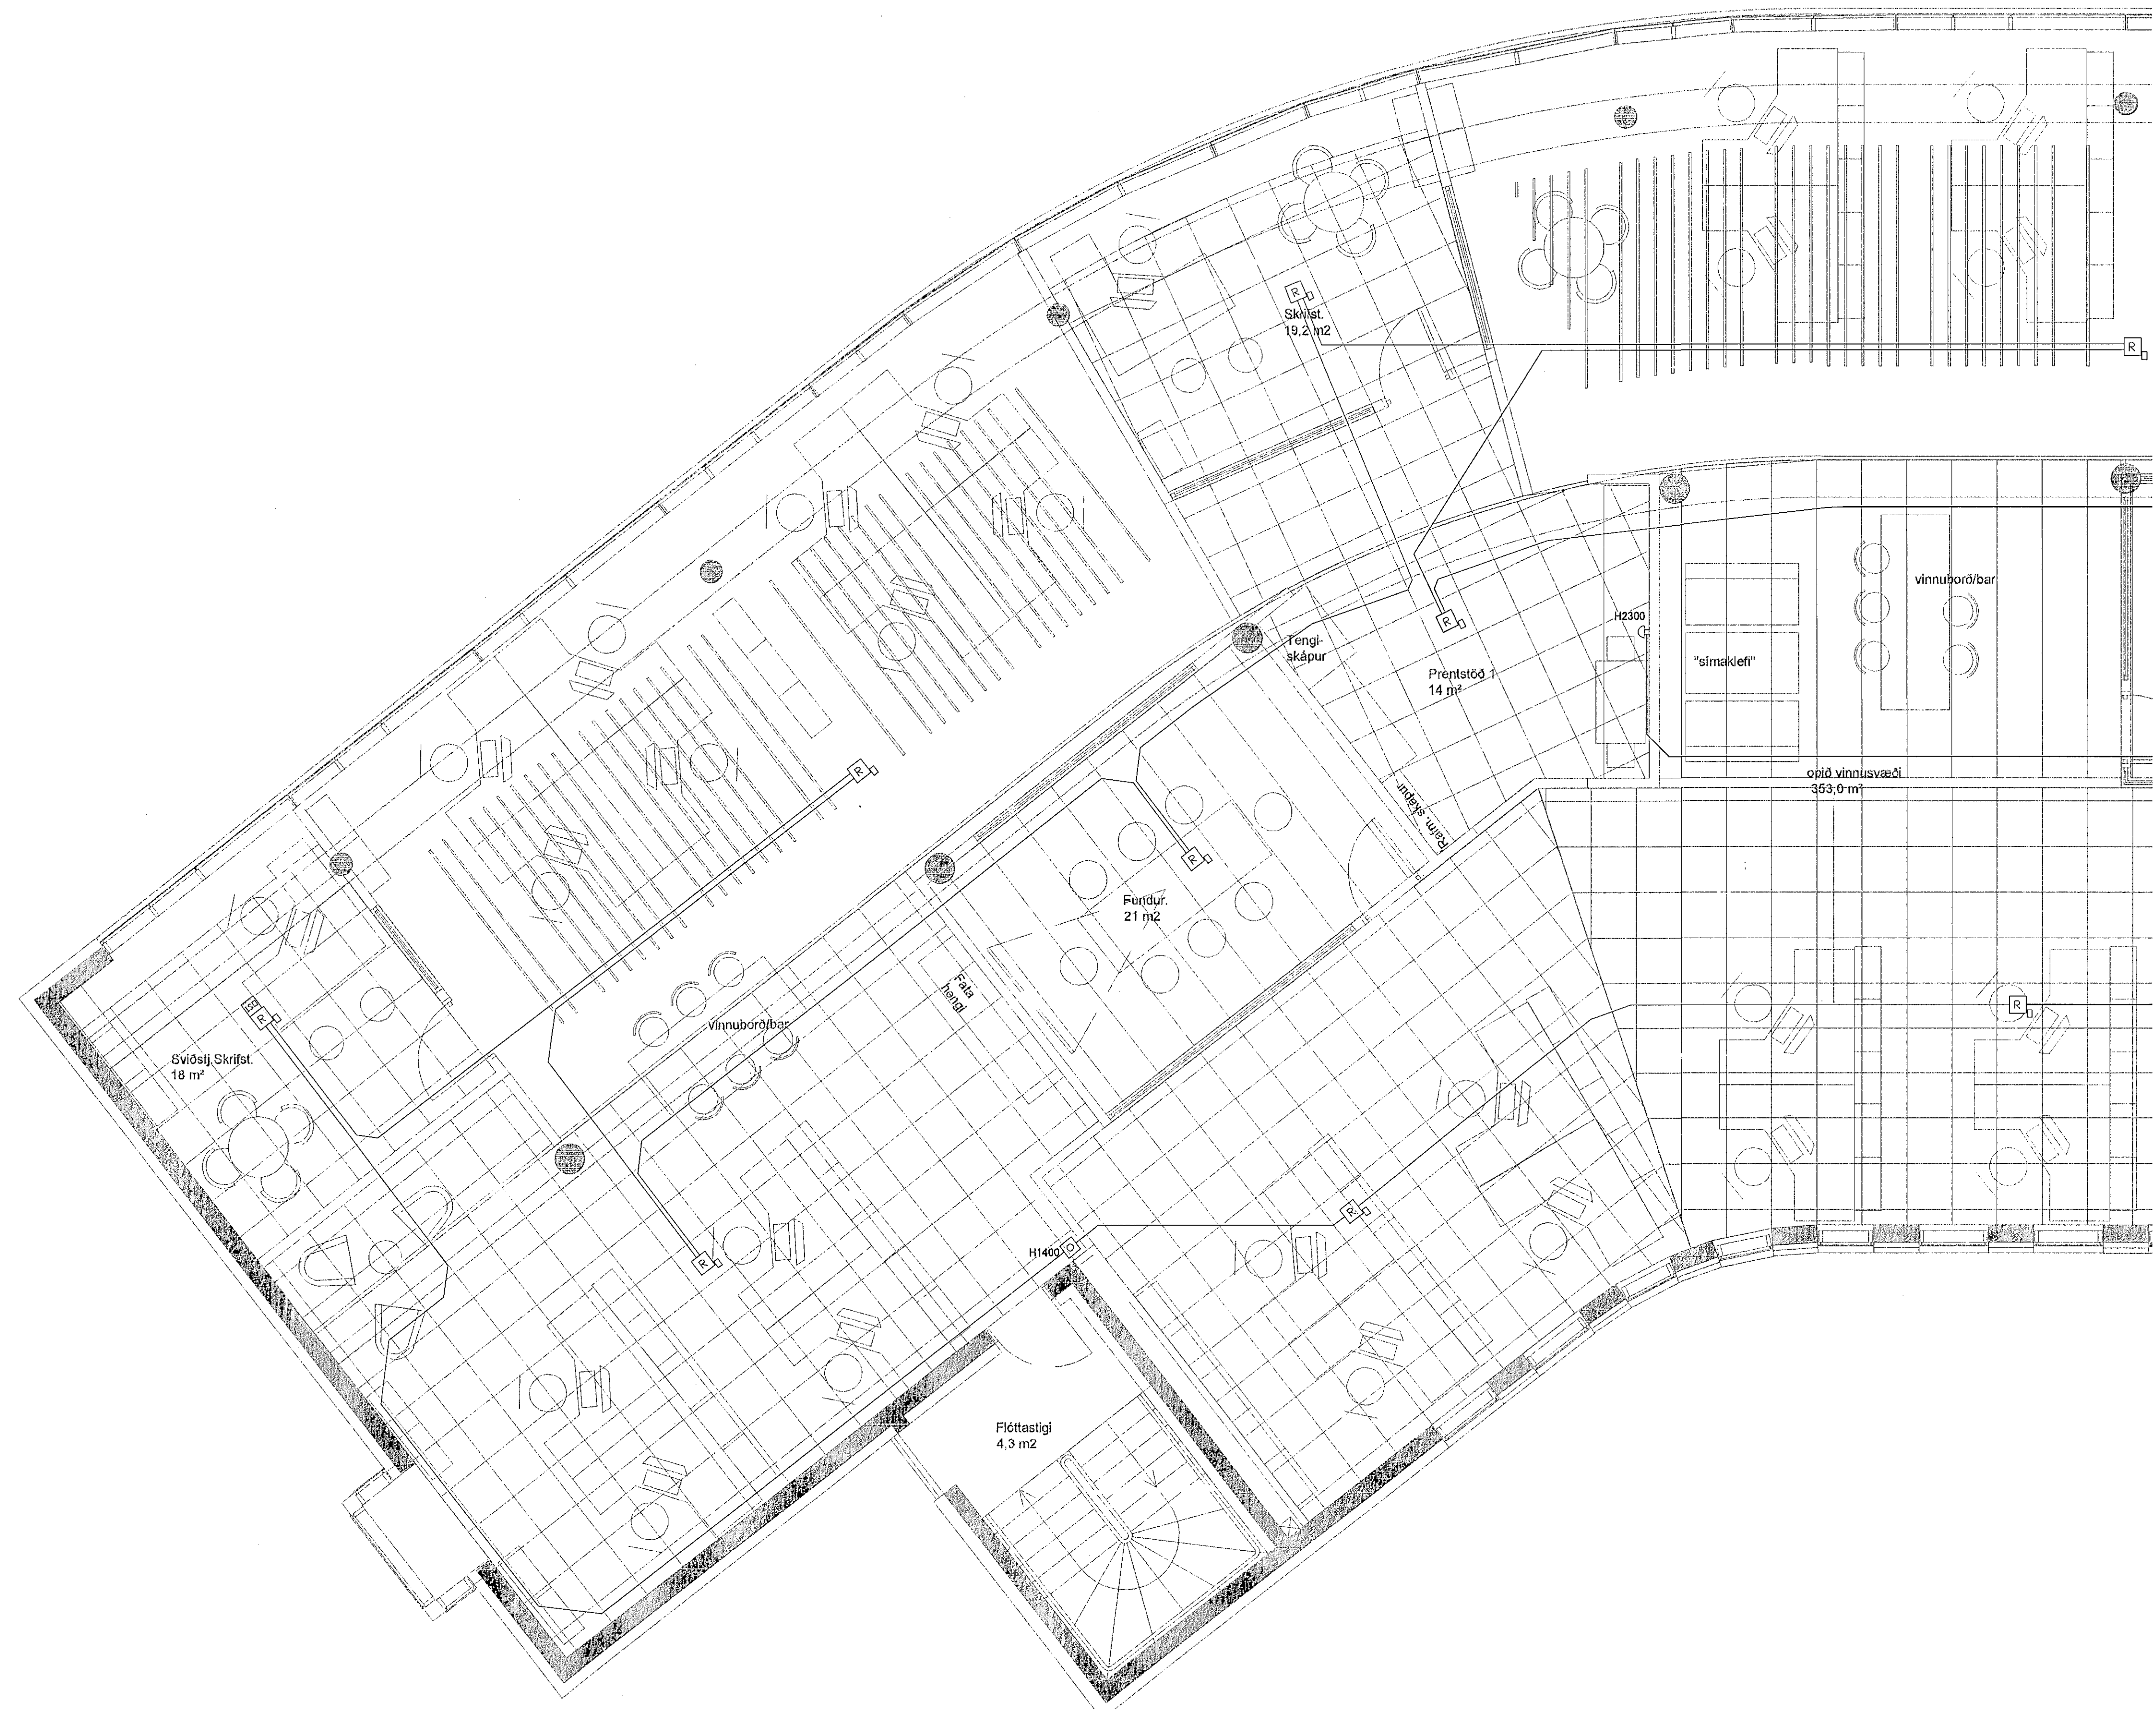 R
Skrifst.
19,2 m2
R
H2300
vinnuborð/bar
R
Tengi-
skápur
"símaklefi"
Prentstöð 1
14 m²
R
opið vinnusvæði
353,0 m²
Rafm. skápur
R
Fundur.
21 m2
Fata
hengi
R
R
Vinnuborð/bar
Sviðstj.Skrifst.
18 m²
R
H1400
O
R
Flóttastigi
4,3 m2